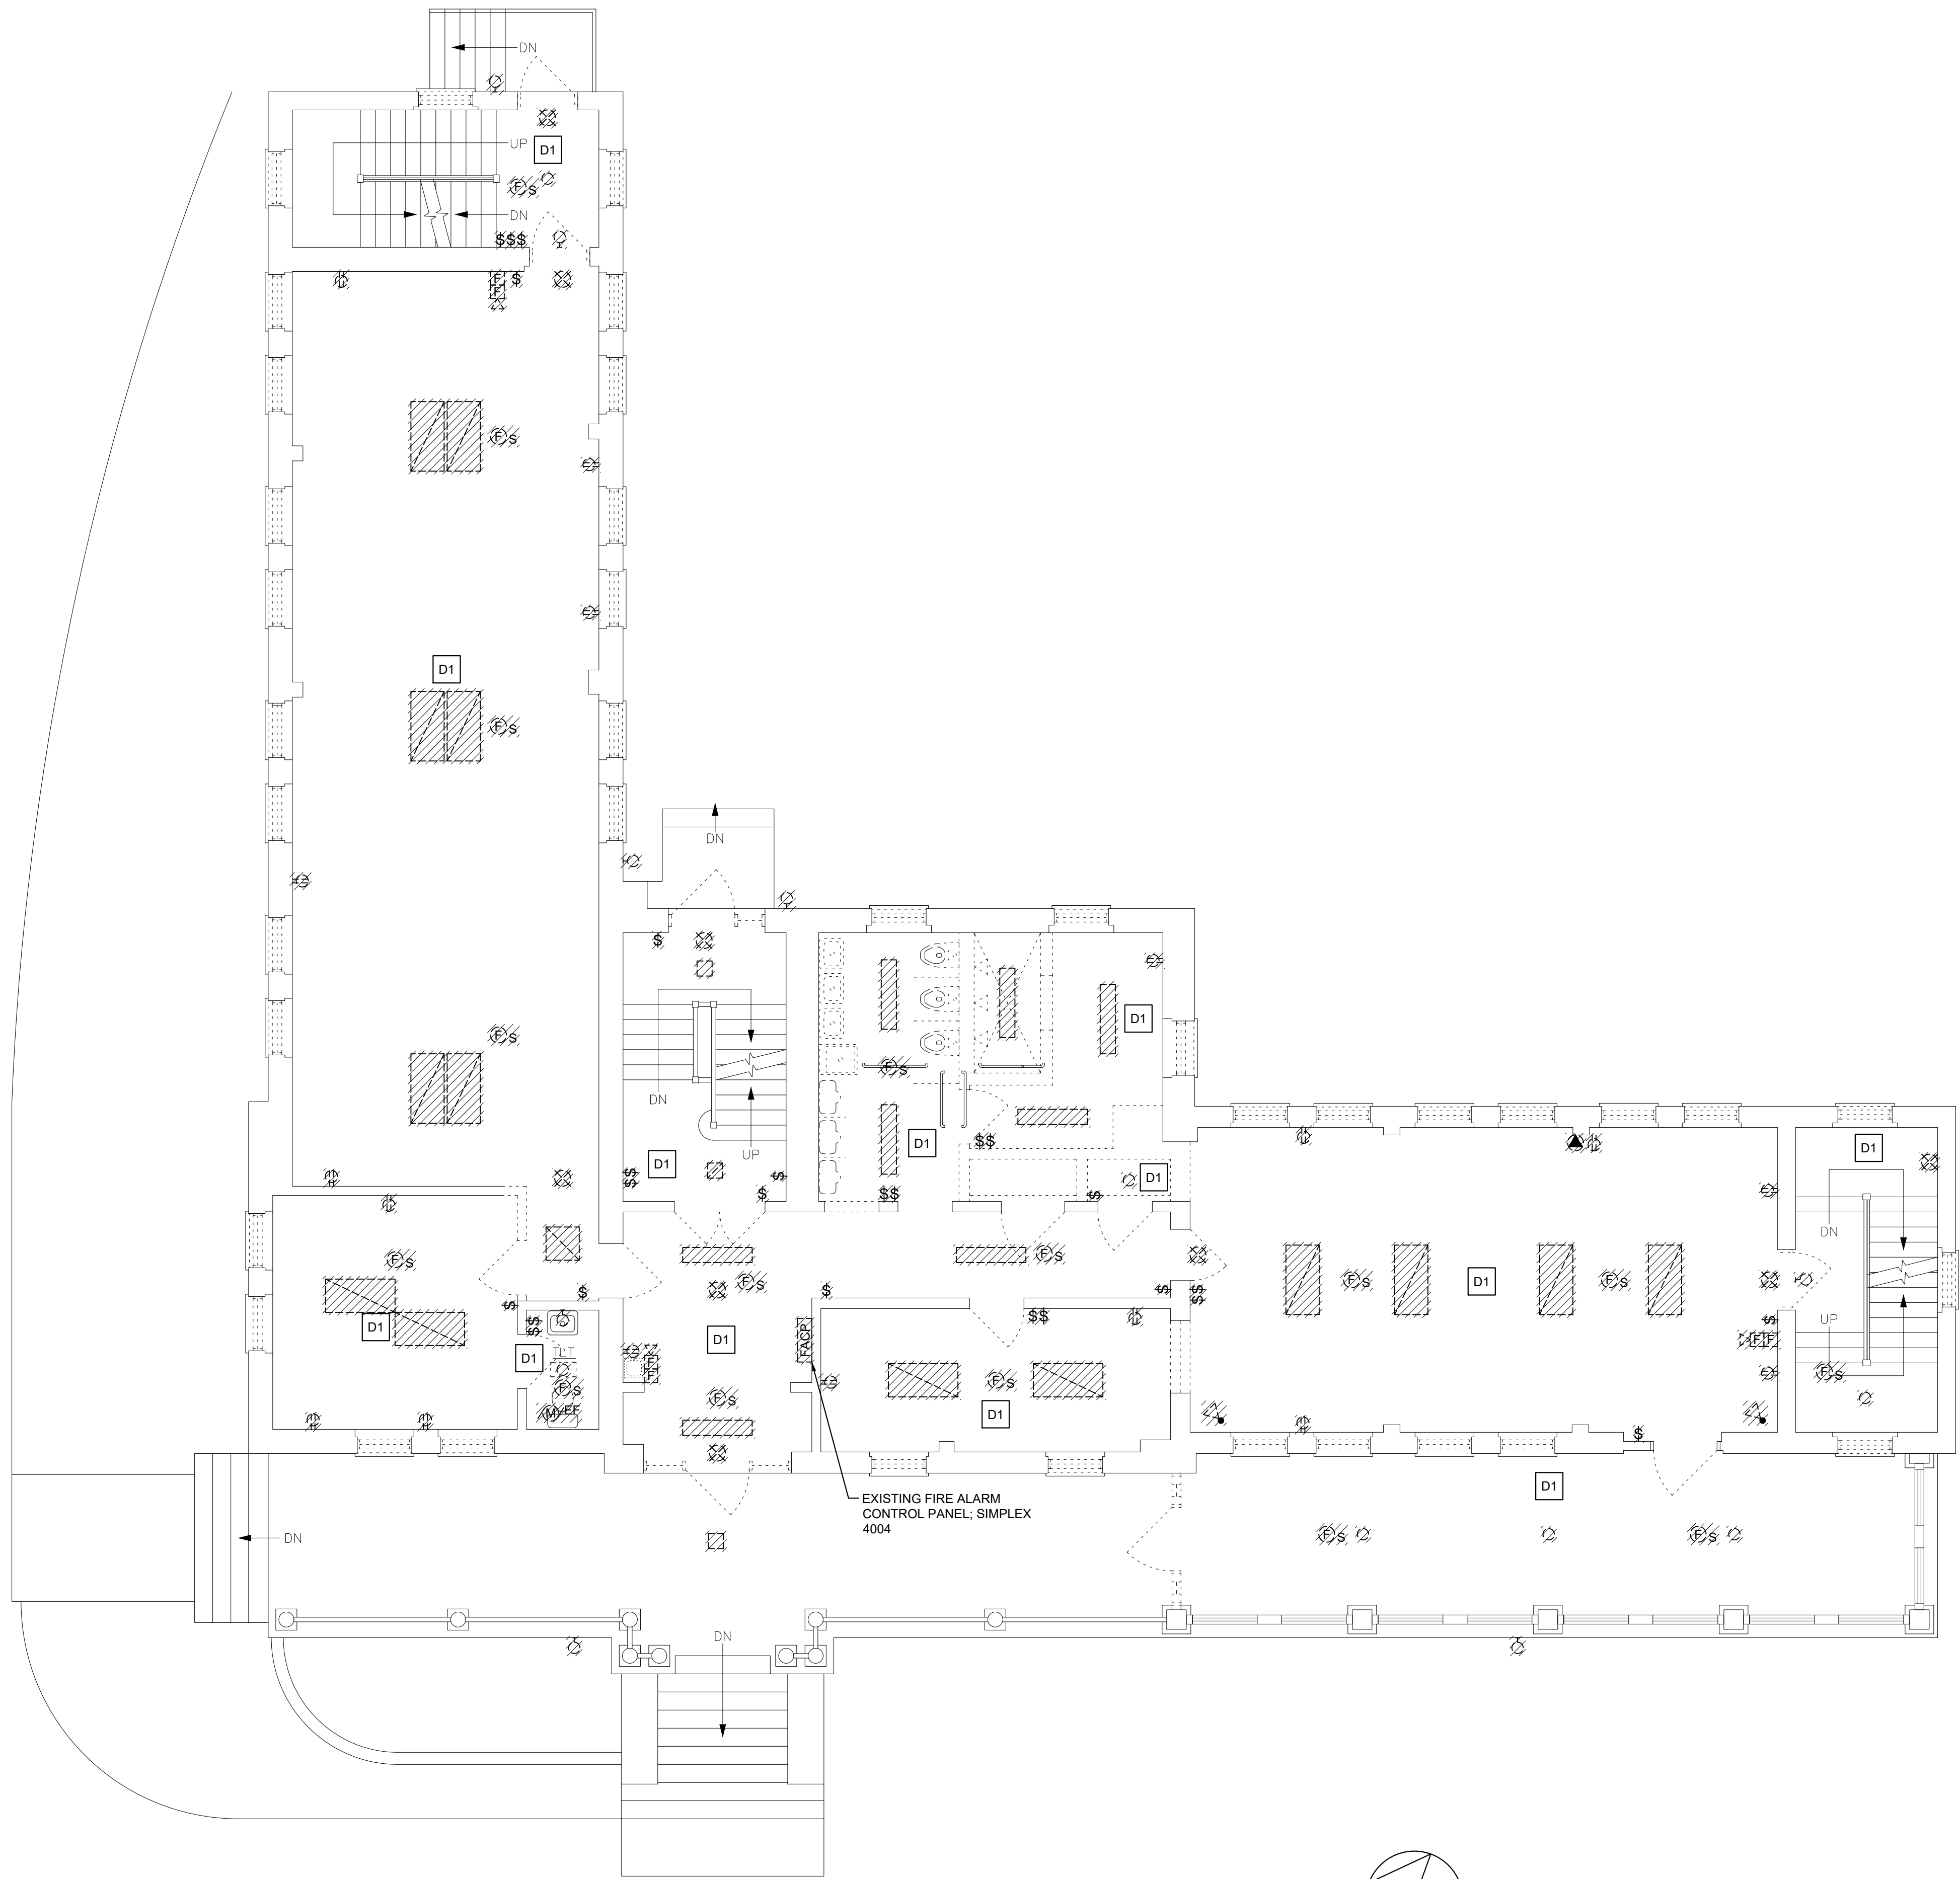 DN
UP
D1
F S
DN
$$$
F $
F
F S
D1
F S
DN
$
F S
D1
DN
F S
D1
$$
D1
UP
$$
D1
$
$
$$
$
D1
DN
F S
F S
F S
D1
F S
F S
$
$
$
$
$
$$
UP
D1
$$
D1
FACP
$$
$
F F
D1
TLT
F
F
F S
F S
F S
F S
D1
M EF
$
D1
EXISTING FIRE ALARM
CONTROL PANEL; SIMPLEX
4004
DN
F S
F S
DN